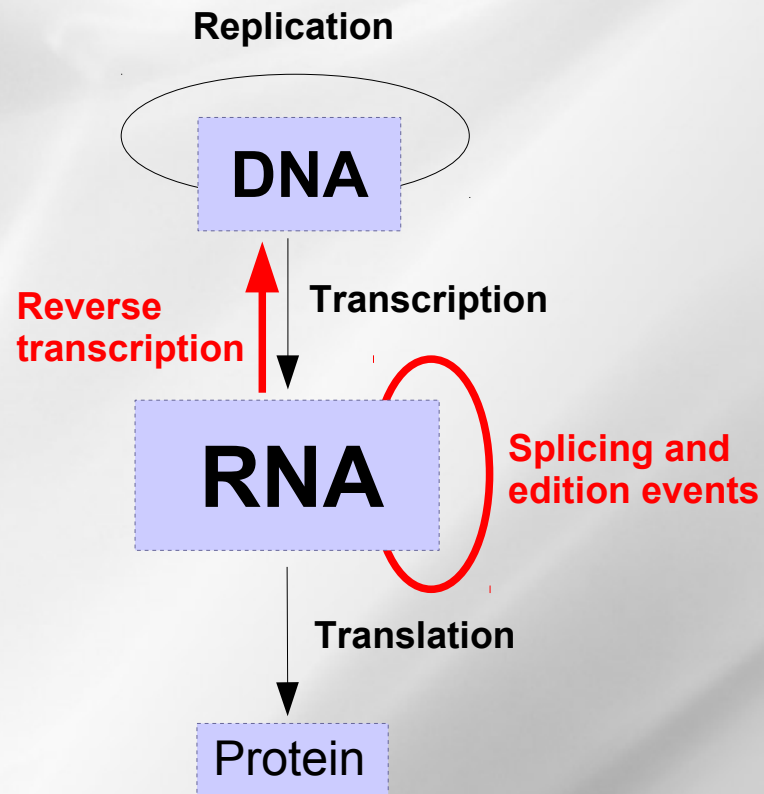 Replication
DNA
Transcription
Reverse
transcription
RNA
Splicing and
edition events
Translation
Protein